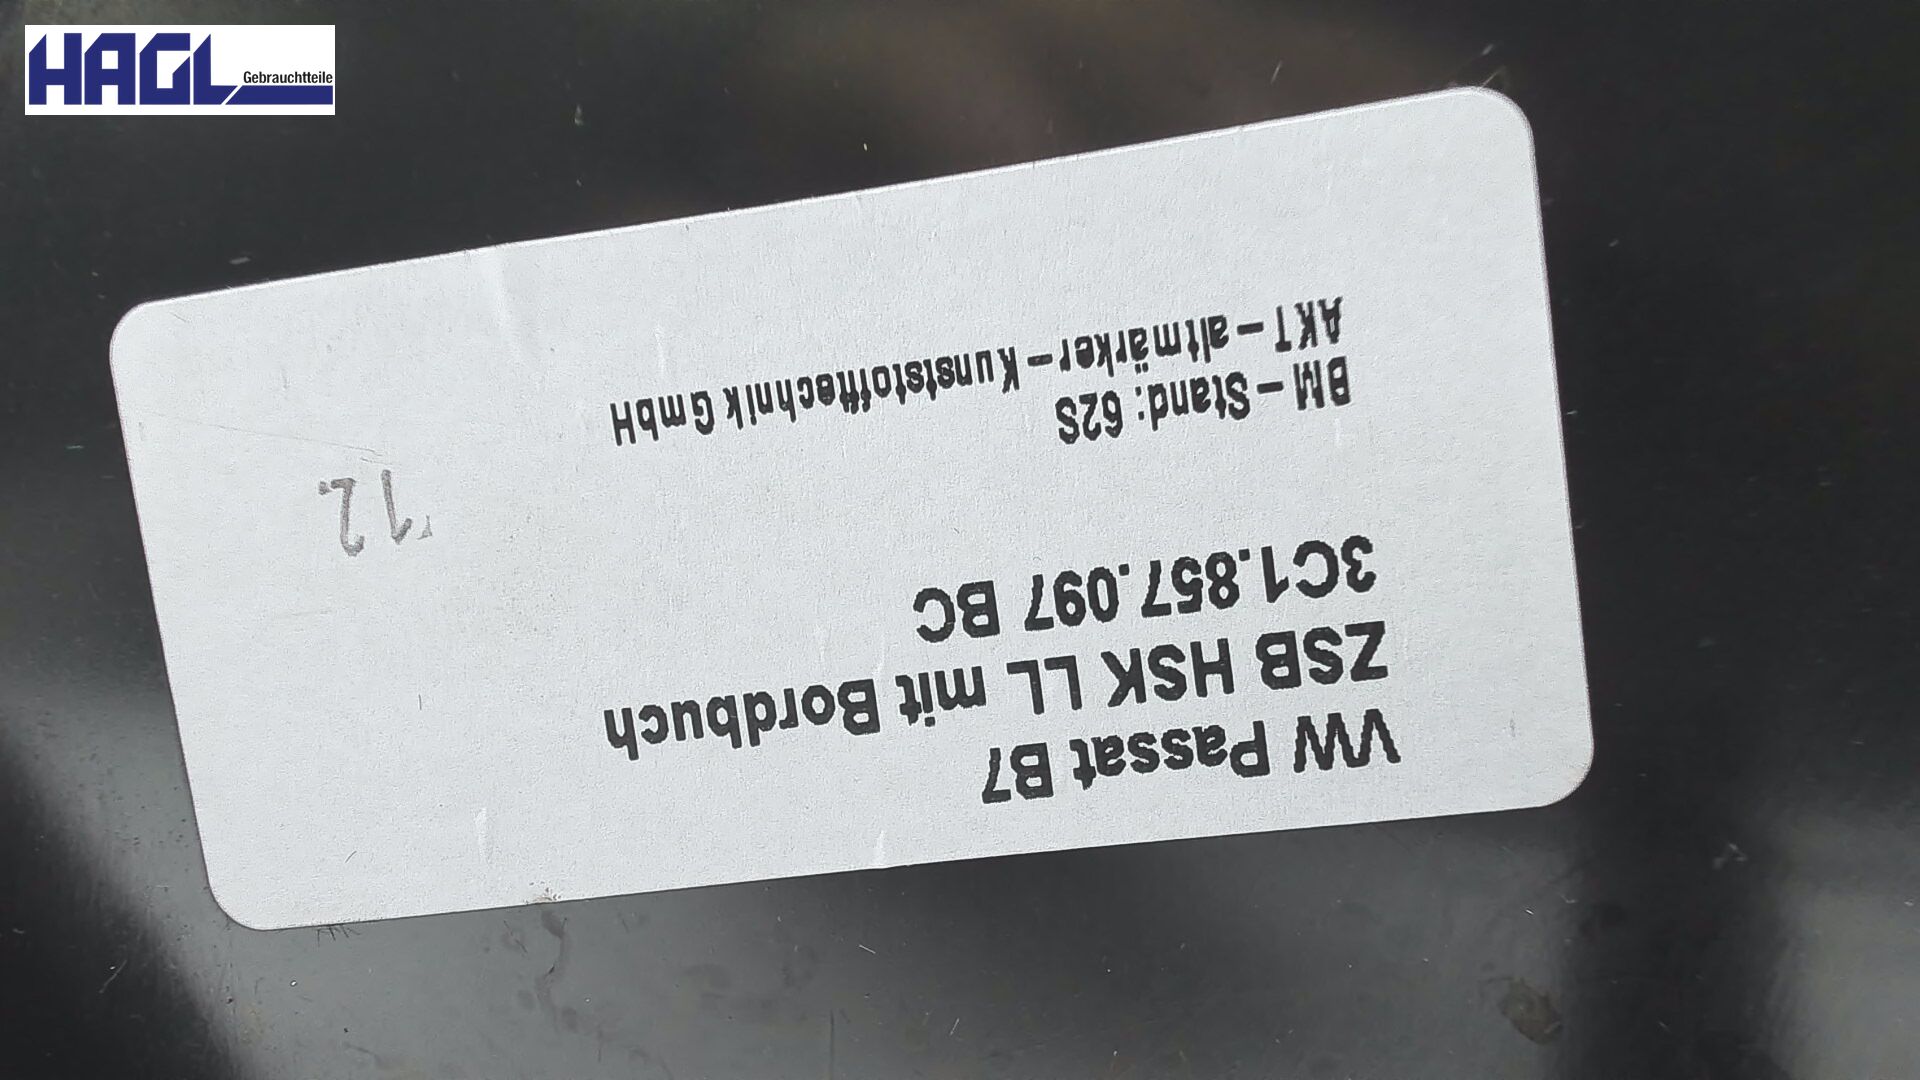 HAGL
Gebrauchtteile
VW Passat B7
ZSB HSK LL mit Bordbuch
3C1.857.097 BC
12.
BM – Stand: 62S
AKT – altmärker – Kunststofftechnik GmbH